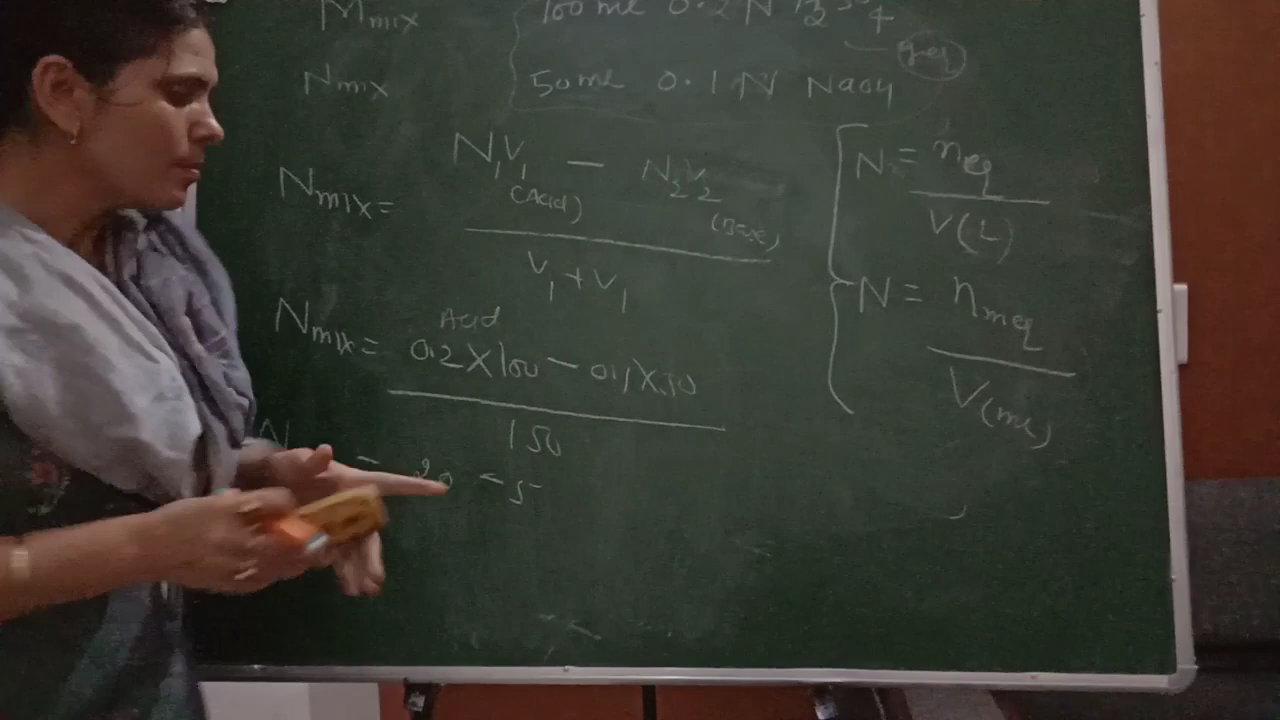 Mmix 100 ml 0.2 N H2SO4
Nmix 50 ml 0.1 N NaOH
Nmix = N1V1 - N2V2
(Acid) (Base)
V1 + V1
Acid
Nmix = 0.2 X 100 - 0.1 X 50
150
N = 20 - 5
N = neq
V(L)
N = nmeq
V(ml)